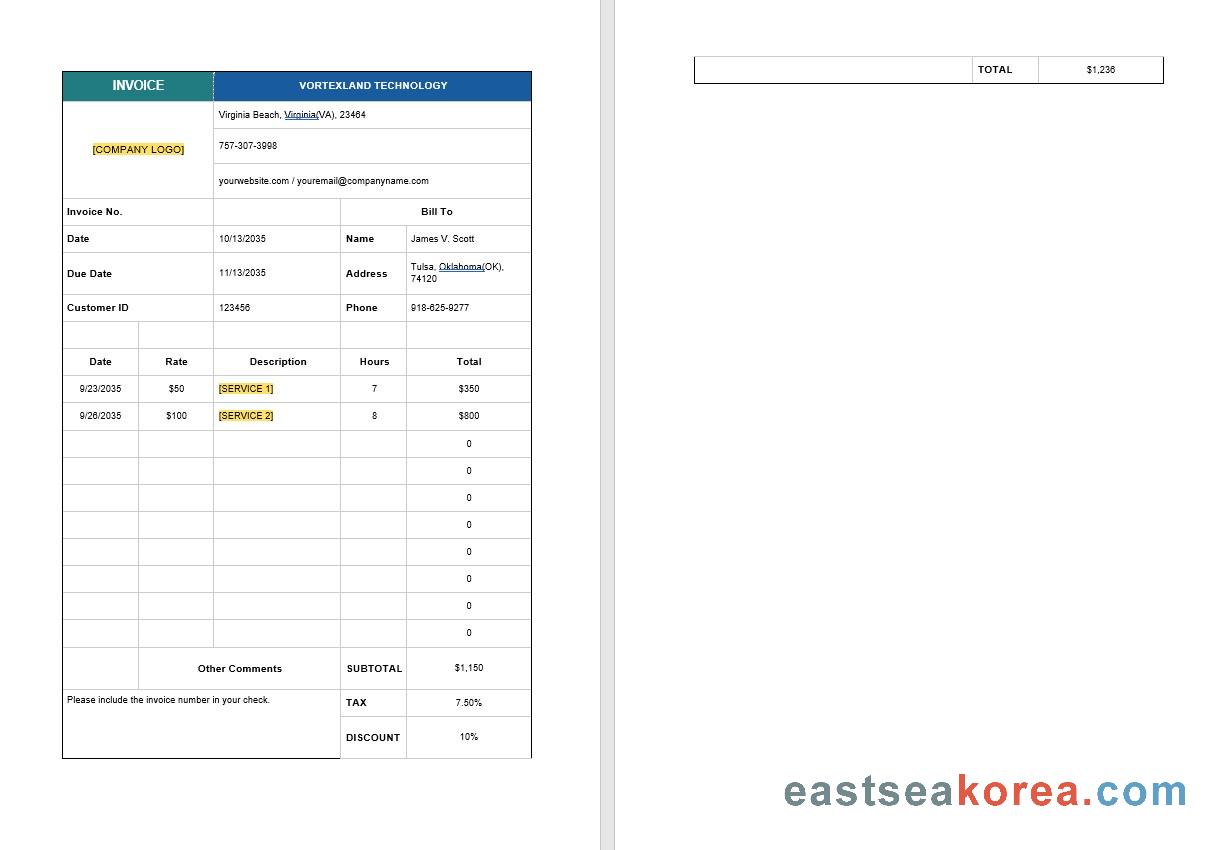 INVOICE VORTEXLAND TECHNOLOGY
[COMPANY LOGO]
Virginia Beach, Virginia(VA), 23464
757-307-3998
yourwebsite.com / youremail@companyname.com
Invoice No. Bill To
Date 10/13/2035 Name James V. Scott
Due Date 11/13/2035 Address Tulsa, Oklahoma(OK),
74120
Customer ID 123456 Phone 918-625-9277
Date Rate Description Hours Total
9/23/2035 $50 [SERVICE 1] 7 $350
9/26/2035 $100 [SERVICE 2] 8 $800
0
0
0
0
0
0
0
0
Other Comments SUBTOTAL $1,150
Please include the invoice number in your check. TAX 7.50%
DISCOUNT 10%
TOTAL $1,236
eastseakorea.com